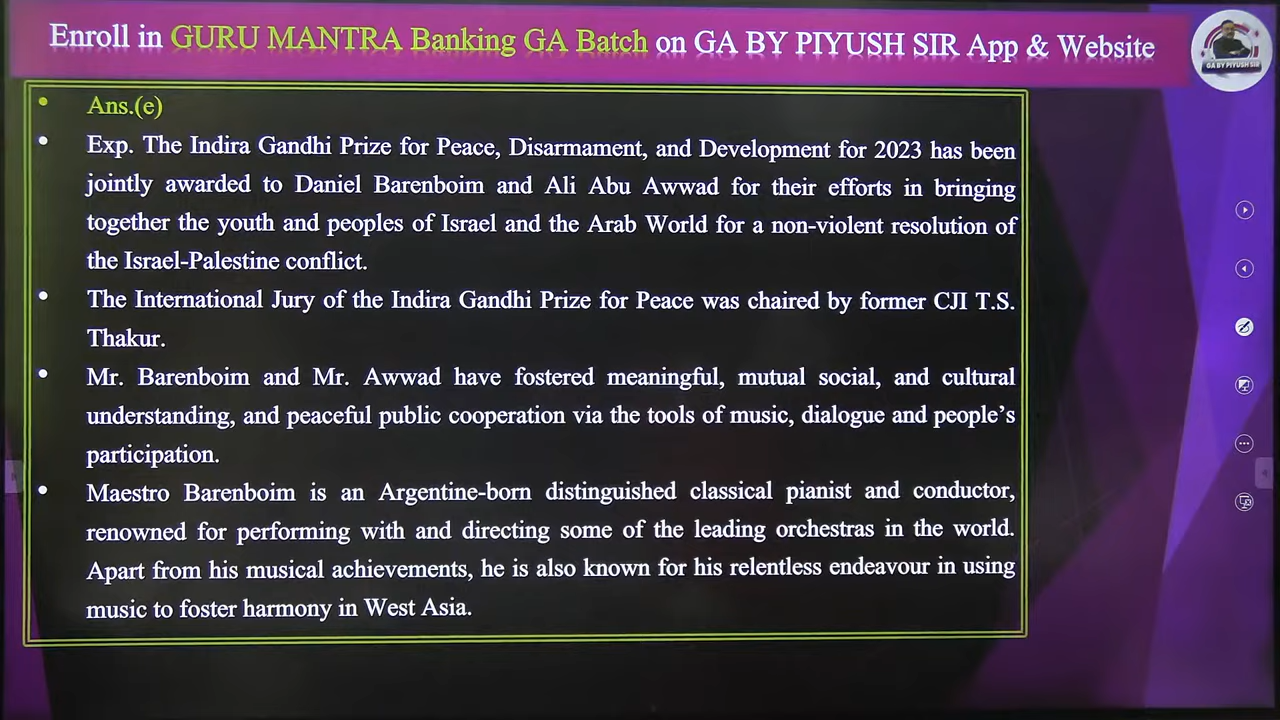 Enroll in GURU MANTRA Banking GA Batch on GA BY PIYUSH SIR App & Website
GA BY PIYUSH SIR
• Ans.(e)
• Exp. The Indira Gandhi Prize for Peace, Disarmament, and Development for 2023 has been
jointly awarded to Daniel Barenboim and Ali Abu Awwad for their efforts in bringing
together the youth and peoples of Israel and the Arab World for a non-violent resolution of
the Israel-Palestine conflict.
• The International Jury of the Indira Gandhi Prize for Peace was chaired by former CJI T.S.
Thakur.
• Mr. Barenboim and Mr. Awwad have fostered meaningful, mutual social, and cultural
understanding, and peaceful public cooperation via the tools of music, dialogue and people's
participation.
• Maestro Barenboim is an Argentine-born distinguished classical pianist and conductor,
renowned for performing with and directing some of the leading orchestras in the world.
Apart from his musical achievements, he is also known for his relentless endeavour in using
music to foster harmony in West Asia.